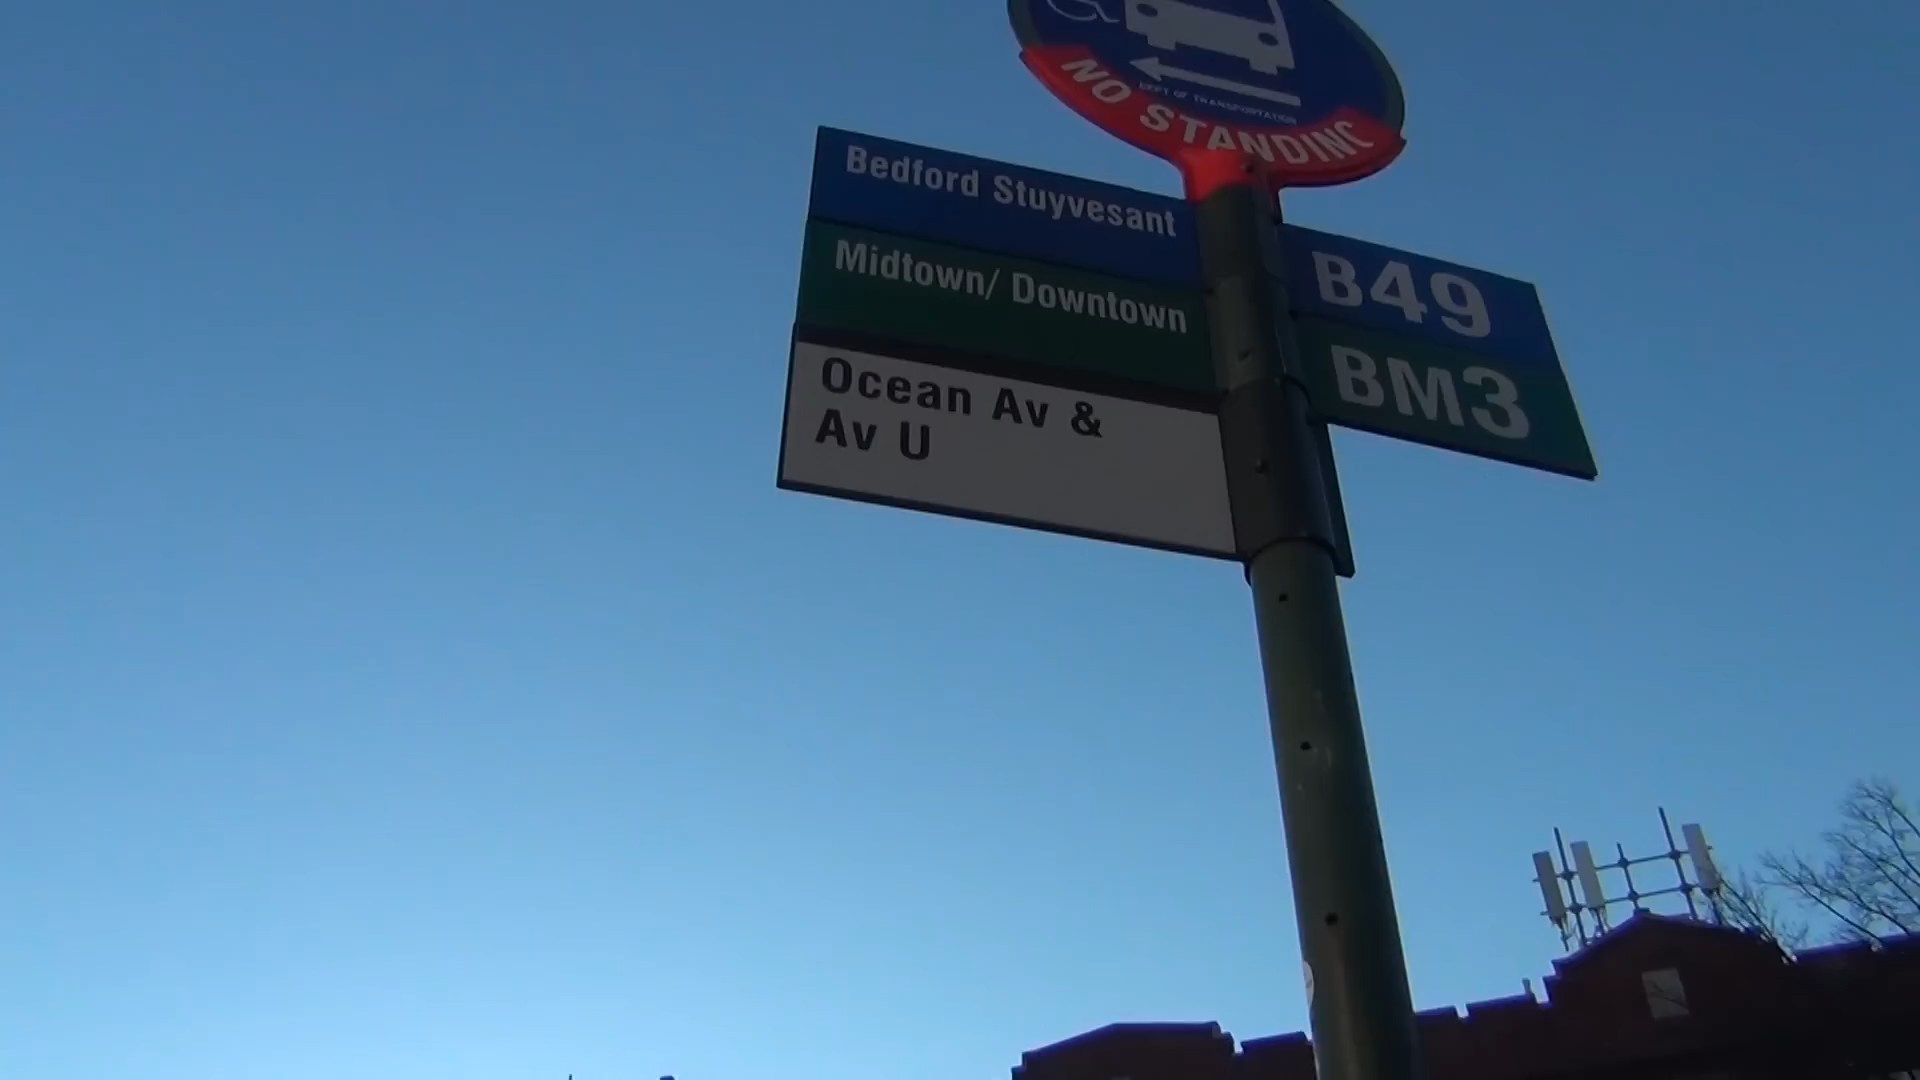 DEPT OF TRANSPORTATION
NO STANDING
Bedford Stuyvesant
B49
Midtown/ Downtown
BM3
Ocean Av &
Av U